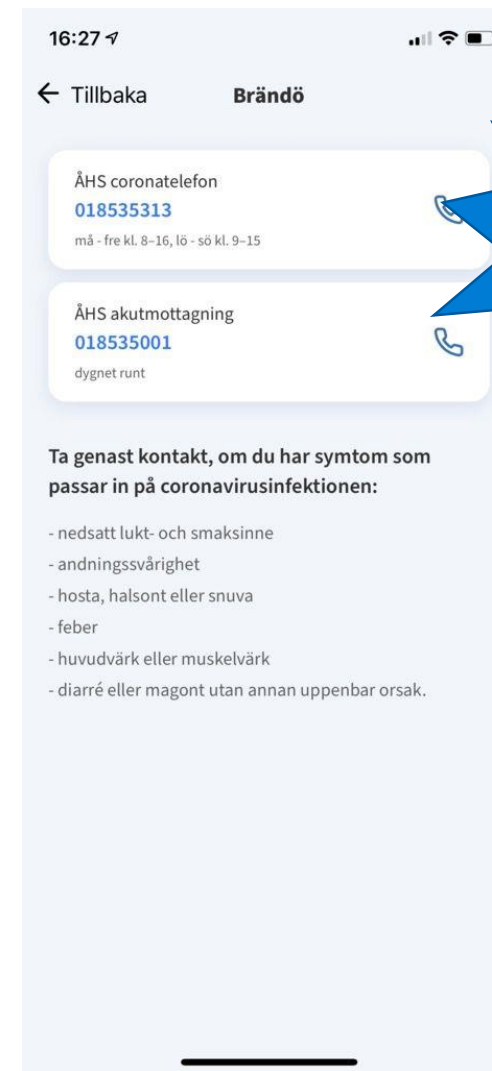 16:27
Tillbaka
Brändö
ÅHS coronatelefon
018535313
må - fre kl. 8–16, lö - sö kl. 9–15
ÅHS akutmottagning
018535001
dygnet runt
Ta genast kontakt, om du har symtom som
passar in på coronavirusinfektionen:
- nedsatt lukt- och smaksinne
- andningssvårighet
- hosta, halsont eller snuva
- feber
- huvudvärk eller muskelvärk
- diarré eller magont utan annan uppenbar orsak.